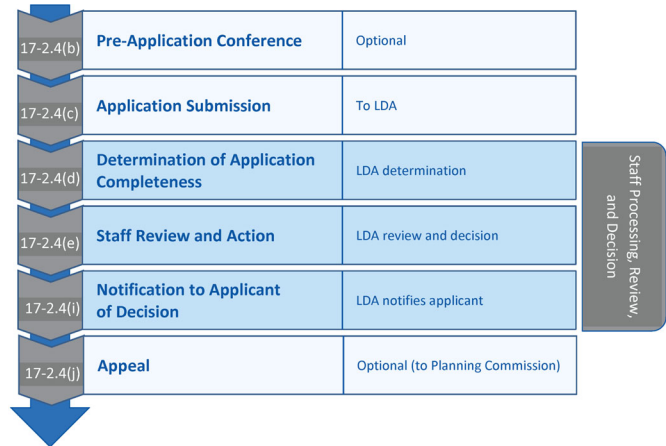 17-2.4(b)
Pre-Application Conference
Optional
17-2.4(c)
Application Submission
To LDA
17-2.4(d)
Determination of Application
Completeness
LDA determination
17-2.4(e)
Staff Review and Action
LDA review and decision
17-2.4(i)
Notification to Applicant
of Decision
LDA notifies applicant
17-2.4(j)
Appeal
Optional (to Planning Commission)
Staff Processing, Review,
and Decision